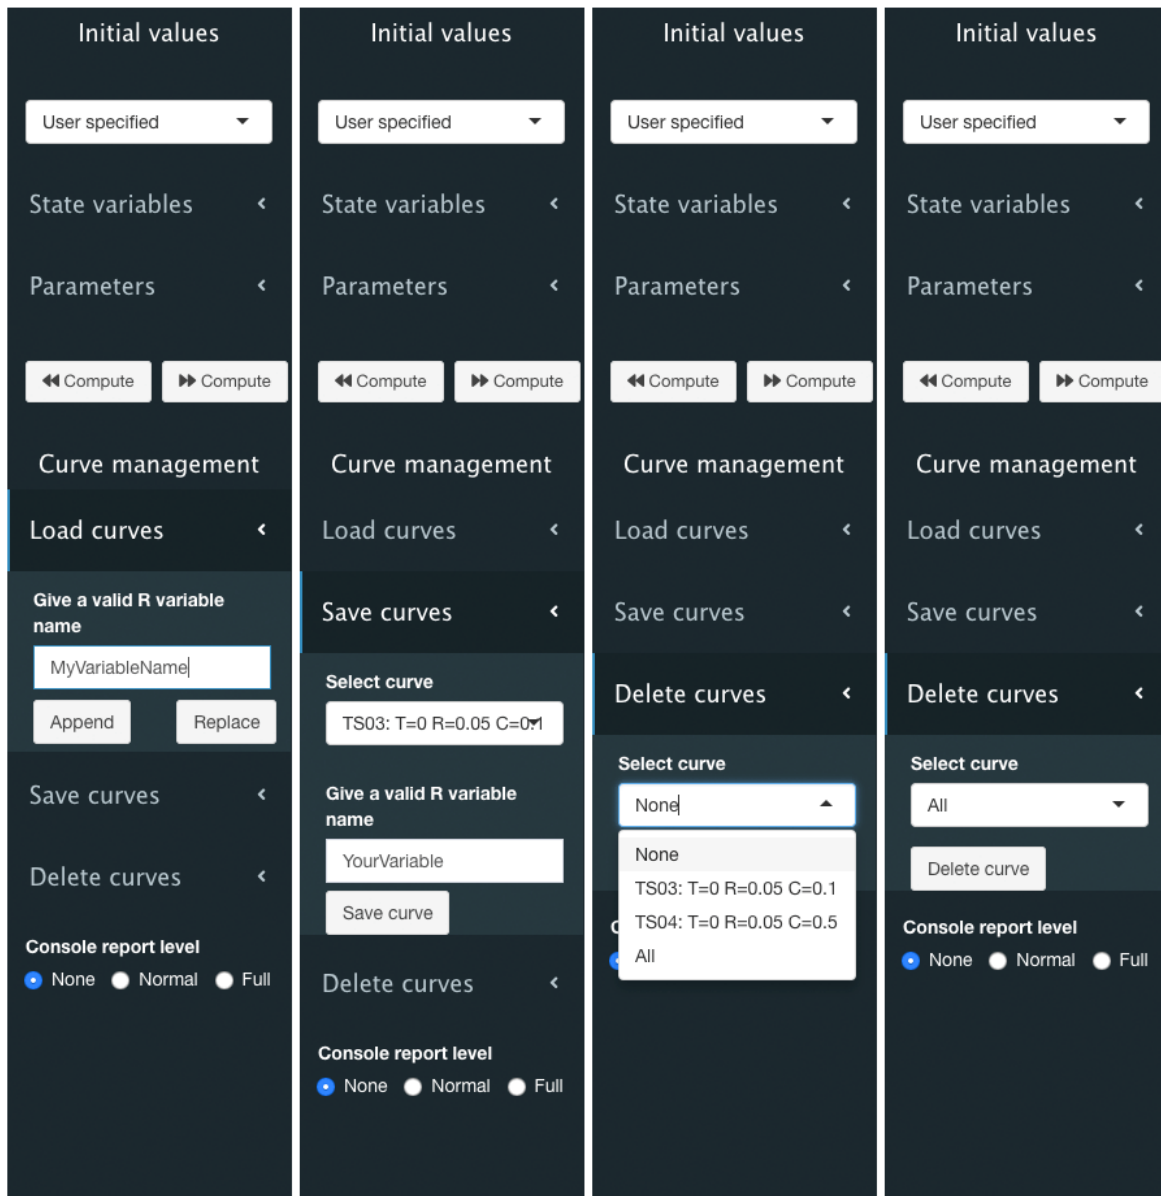 Initial values
User specified
State variables
Parameters
Compute
Compute
Curve management
Load curves
Give a valid R variable
name
MyVariableName
Append
Replace
Save curves
Delete curves
Console report level
None Normal Full
Initial values
User specified
State variables
Parameters
Compute
Compute
Curve management
Load curves
Save curves
Select curve
TS03: T=0 R=0.05 C=0.1
Give a valid R variable
name
YourVariable
Save curve
Delete curves
Console report level
None Normal Full
Initial values
User specified
State variables
Parameters
Compute
Compute
Curve management
Load curves
Save curves
Delete curves
Select curve
None
None
TS03: T=0 R=0.05 C=0.1
TS04: T=0 R=0.05 C=0.5
All
Initial values
User specified
State variables
Parameters
Compute
Compute
Curve management
Load curves
Save curves
Delete curves
Select curve
All
Delete curve
Console report level
None Normal Full